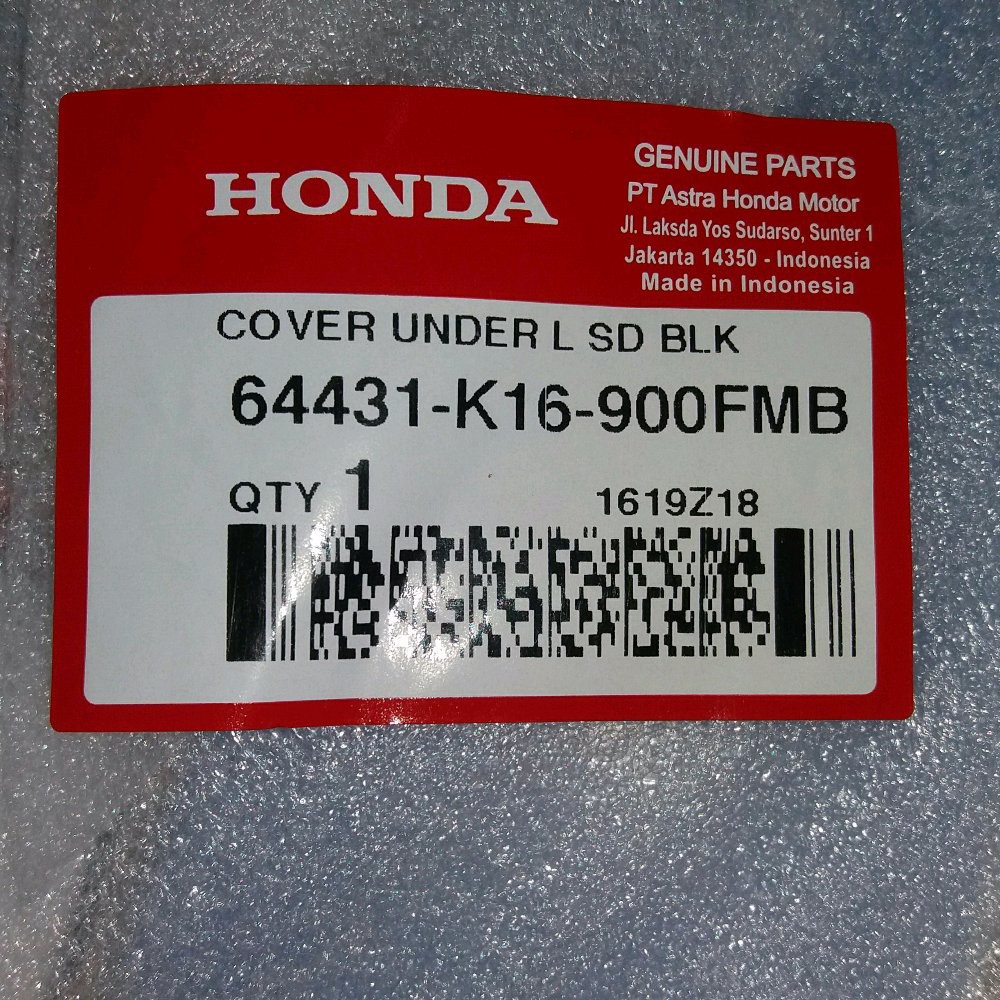 HONDA
GENUINE PARTS
PT Astra Honda Motor
Jl. Laksda Yos Sudarso, Sunter 1
Jakarta 14350 - Indonesia
Made in Indonesia
COVER UNDER L SD BLK
64431-K16-900FMB
QTY 1
1619Z18